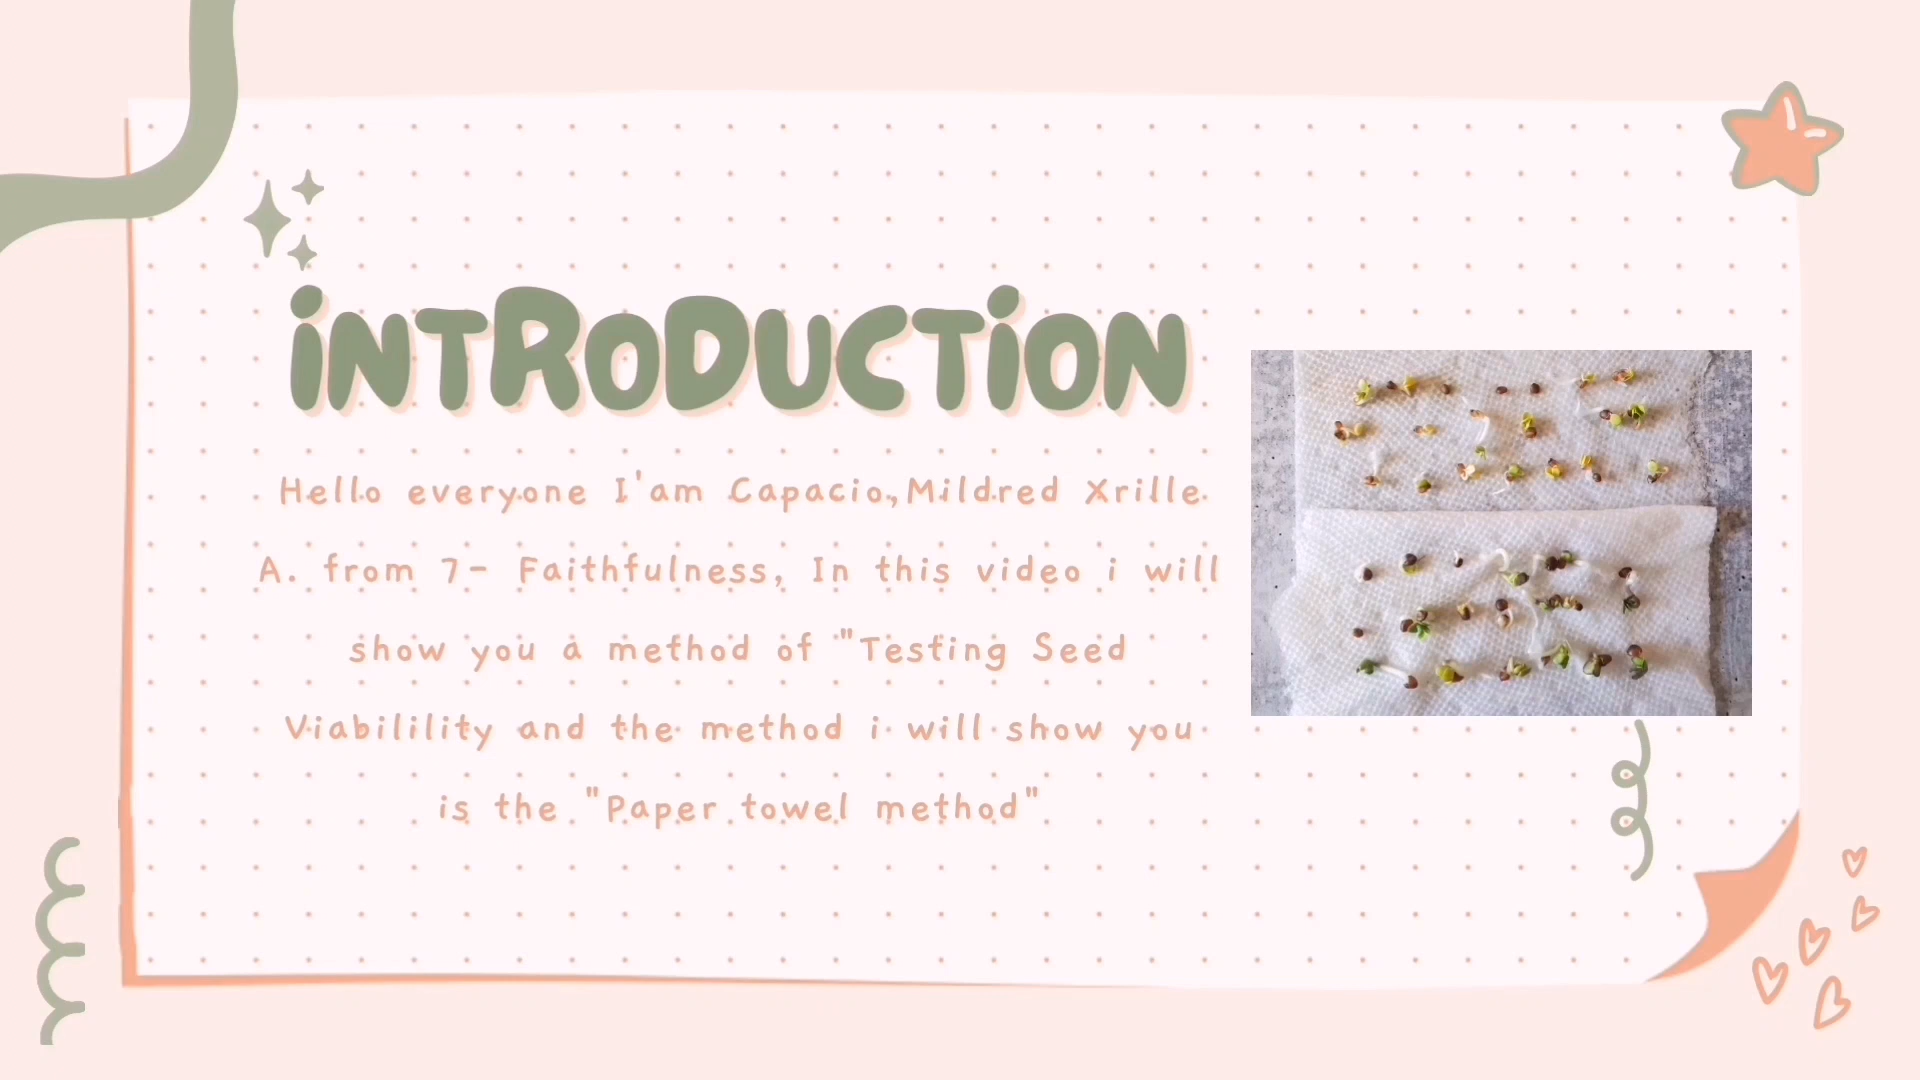 iNTRODUCTiON
Hello everyone I'am Capacio,Mildred Xrille
A. from 7- Faithfulness, In this video i will
show you a method of "Testing Seed
Viabilility and the method i will show you
is the "Paper towel method"